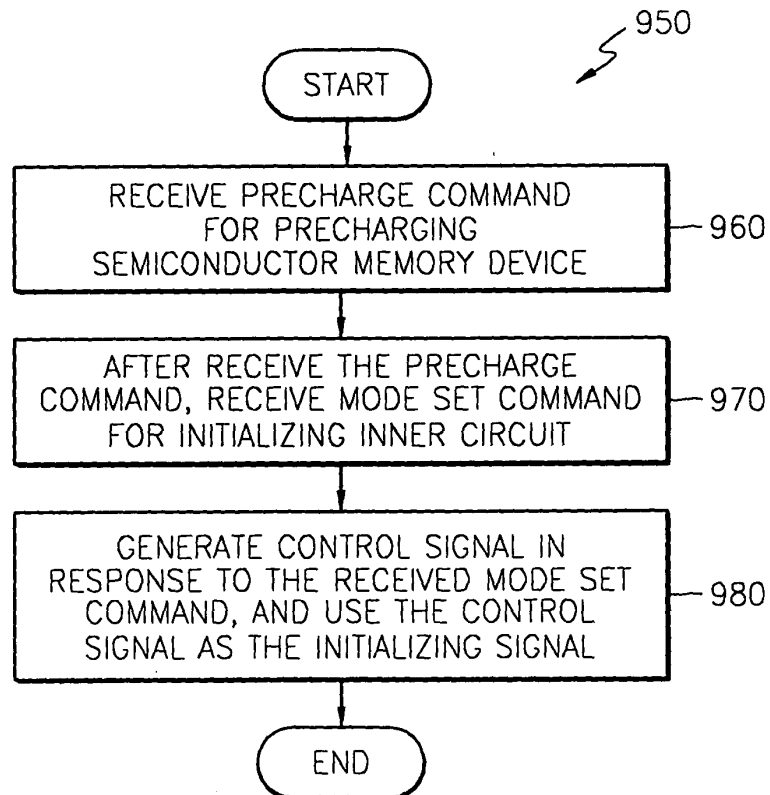 950
START
RECEIVE PRECHARGE COMMAND
FOR PRECHARGING
SEMICONDUCTOR MEMORY DEVICE
960
AFTER RECEIVE THE PRECHARGE
COMMAND, RECEIVE MODE SET COMMAND
FOR INITIALIZING INNER CIRCUIT
970
GENERATE CONTROL SIGNAL IN
RESPONSE TO THE RECEIVED MODE SET
COMMAND, AND USE THE CONTROL
SIGNAL AS THE INITIALIZING SIGNAL
980
END